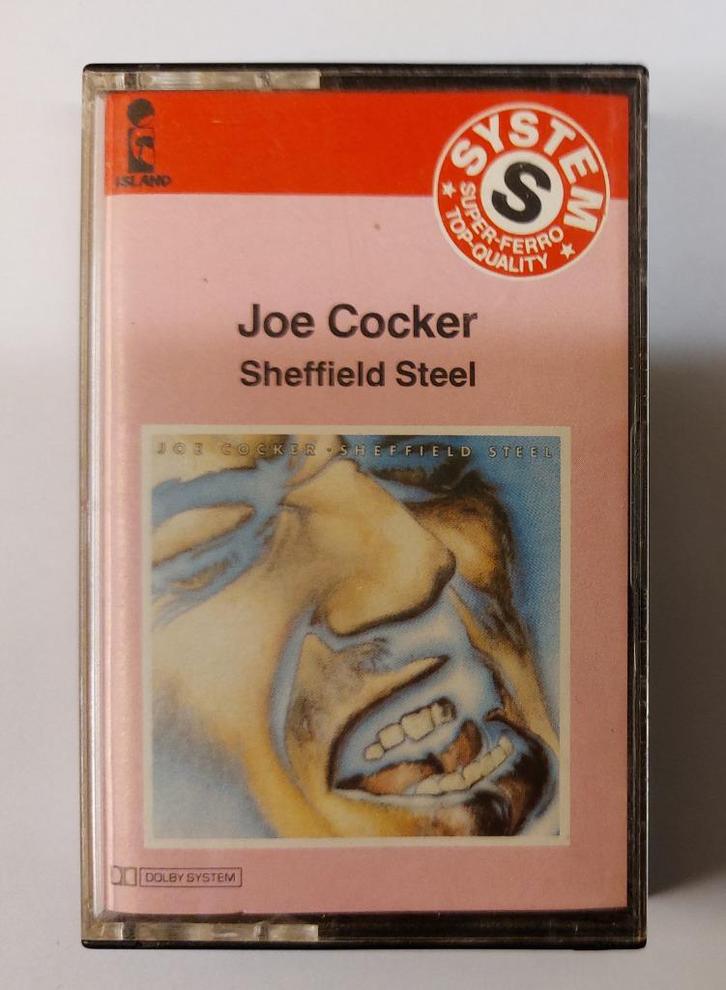 ISLAND
SYSTEM
S
★ SUPER-FERRO ★
TOP-QUALITY
Joe Cocker
Sheffield Steel
JOE COCKER · SHEFFIELD STEEL
DOLBY SYSTEM